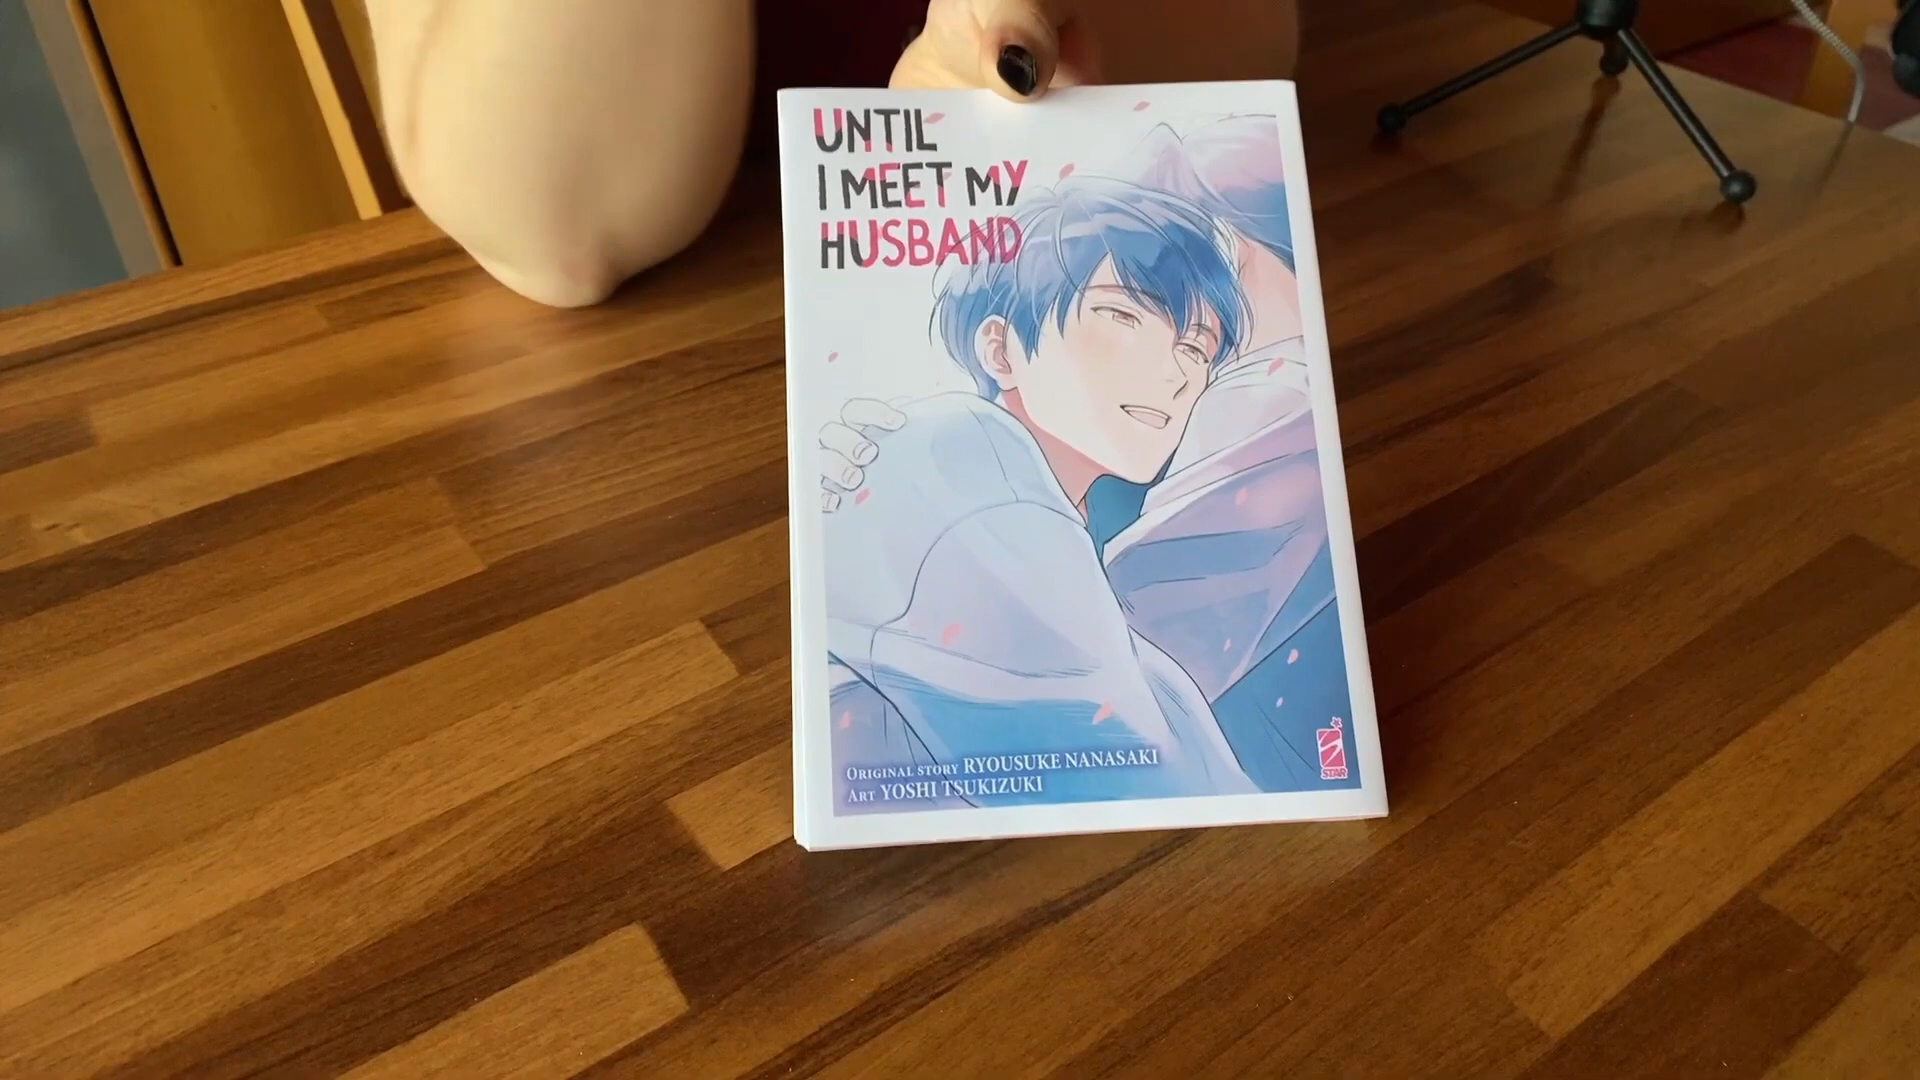 UNTIL
I MEET MY
HUSBAND
ORIGINAL STORY RYOUSUKE NANASAKI
ART YOSHI TSUKIZUKI
STAR